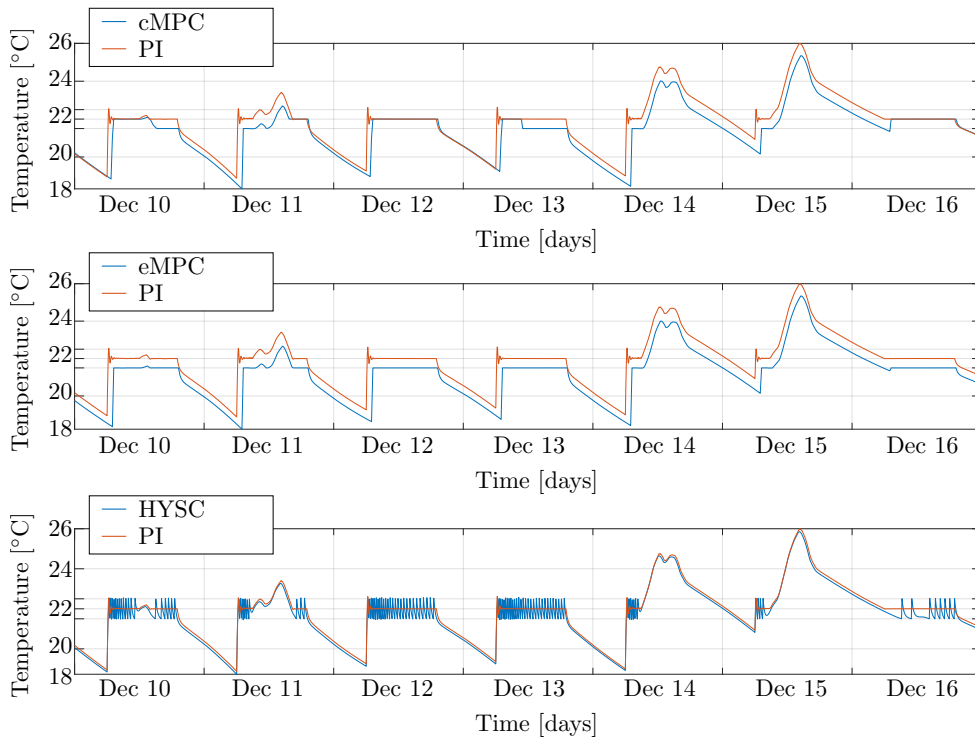 cMPC
PI
Temperature [°C]
26
24
22
20
18
Dec 10 Dec 11 Dec 12 Dec 13 Dec 14 Dec 15 Dec 16
Time [days]
eMPC
PI
Temperature [°C]
26
24
22
20
18
Dec 10 Dec 11 Dec 12 Dec 13 Dec 14 Dec 15 Dec 16
Time [days]
HYSC
PI
Temperature [°C]
26
24
22
20
18
Dec 10 Dec 11 Dec 12 Dec 13 Dec 14 Dec 15 Dec 16
Time [days]